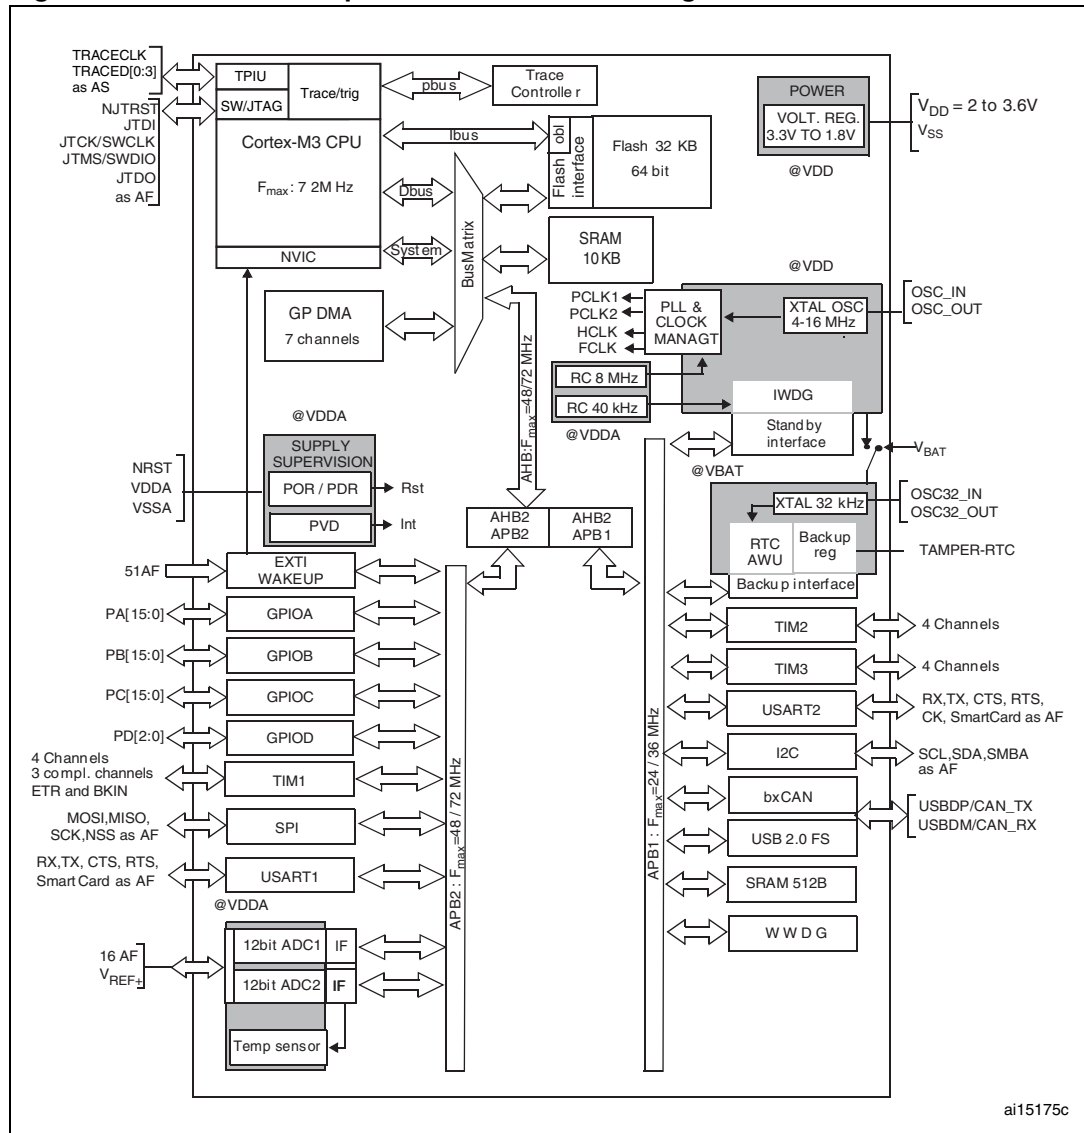 TRACECLK
TRACED[0:3]
as AS
NJTRST
JTDI
JTCK/SWCLK
JTMS/SWDIO
JTDO
as AF
TPIU
SW/JTAG
Trace/trig
Cortex-M3 CPU
Fmax: 7 2M Hz
NVIC
pbus
Trace
Controller
Ibus
Dbus
System
BusMatrix
Flash obl
interface
Flash 32 KB
64 bit
SRAM
10KB
POWER
VOLT. REG.
3.3V TO 1.8V
@VDD
VDD = 2 to 3.6V
VSS
GP DMA
7 channels
AHB:Fmax=48/72 MHz
@VDD
PCLK1
PCLK2
HCLK
FCLK
PLL &
CLOCK
MANAGT
XTAL OSC
4-16 MHz
OSC_IN
OSC_OUT
RC 8 MHz
RC 40 kHz
@VDDA
IWDG
Standby
interface
VBAT
@VBAT
@VDDA
SUPPLY
SUPERVISION
NRST
VDDA
VSSA
POR / PDR
Rst
PVD
Int
AHB2
APB2
AHB2
APB1
XTAL 32 kHz
OSC32_IN
OSC32_OUT
RTC
AWU
Backup
reg
TAMPER-RTC
Backup interface
51AF
EXTI
WAKEUP
PA[15:0]
GPIOA
PB[15:0]
GPIOB
PC[15:0]
GPIOC
PD[2:0]
GPIOD
4 Channels
3 compl. channels
ETR and BKIN
TIM1
MOSI,MISO,
SCK,NSS as AF
SPI
RX,TX, CTS, RTS,
SmartCard as AF
USART1
@VDDA
16 AF
VREF+
12bit ADC1 IF
12bit ADC2 IF
Temp sensor
APB2 : Fmax=48 / 72 MHz
APB1 : Fmax=24 / 36 MHz
TIM2
4 Channels
TIM3
4 Channels
USART2
RX,TX, CTS, RTS,
CK, SmartCard as AF
I2C
SCL,SDA,SMBA
as AF
bxCAN
USBDP/CAN_TX
USBDM/CAN_RX
USB 2.0 FS
SRAM 512B
W W D G
ai15175c